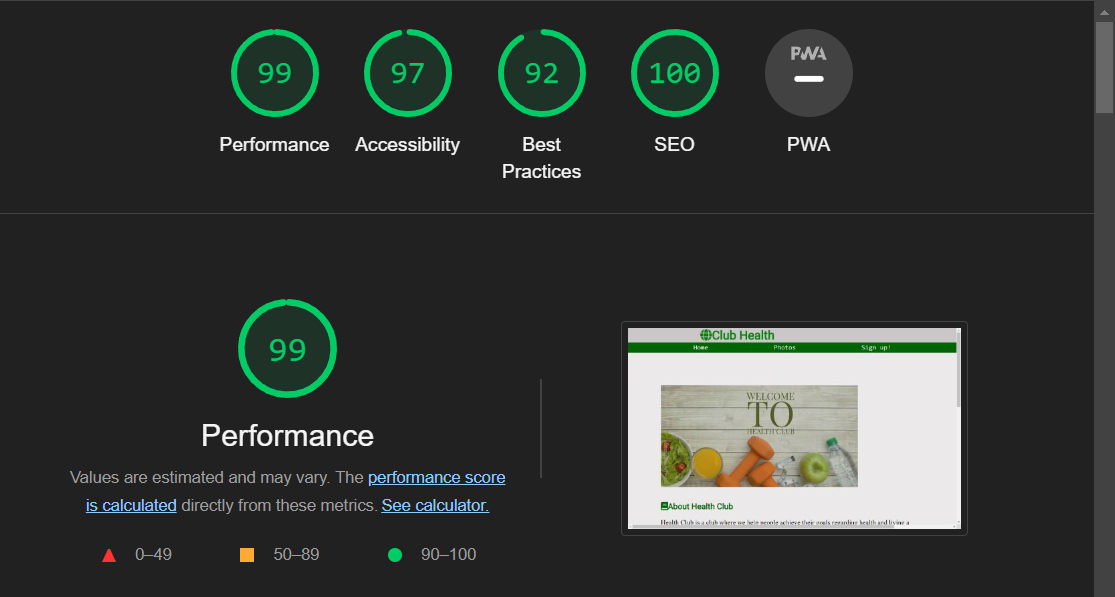 99
97
92
100
PWA
Performance
Accessibility
Best
Practices
SEO
PWA
99
Performance
Values are estimated and may vary. The performance score
is calculated directly from these metrics. See calculator.
0–49
50–89
90–100
Club Health
Home
Photos
Sign up!
WELCOME
TO
HEALTH CLUB
About Health Club
Health Club is a club where we help people achieve their goals regarding health and living a